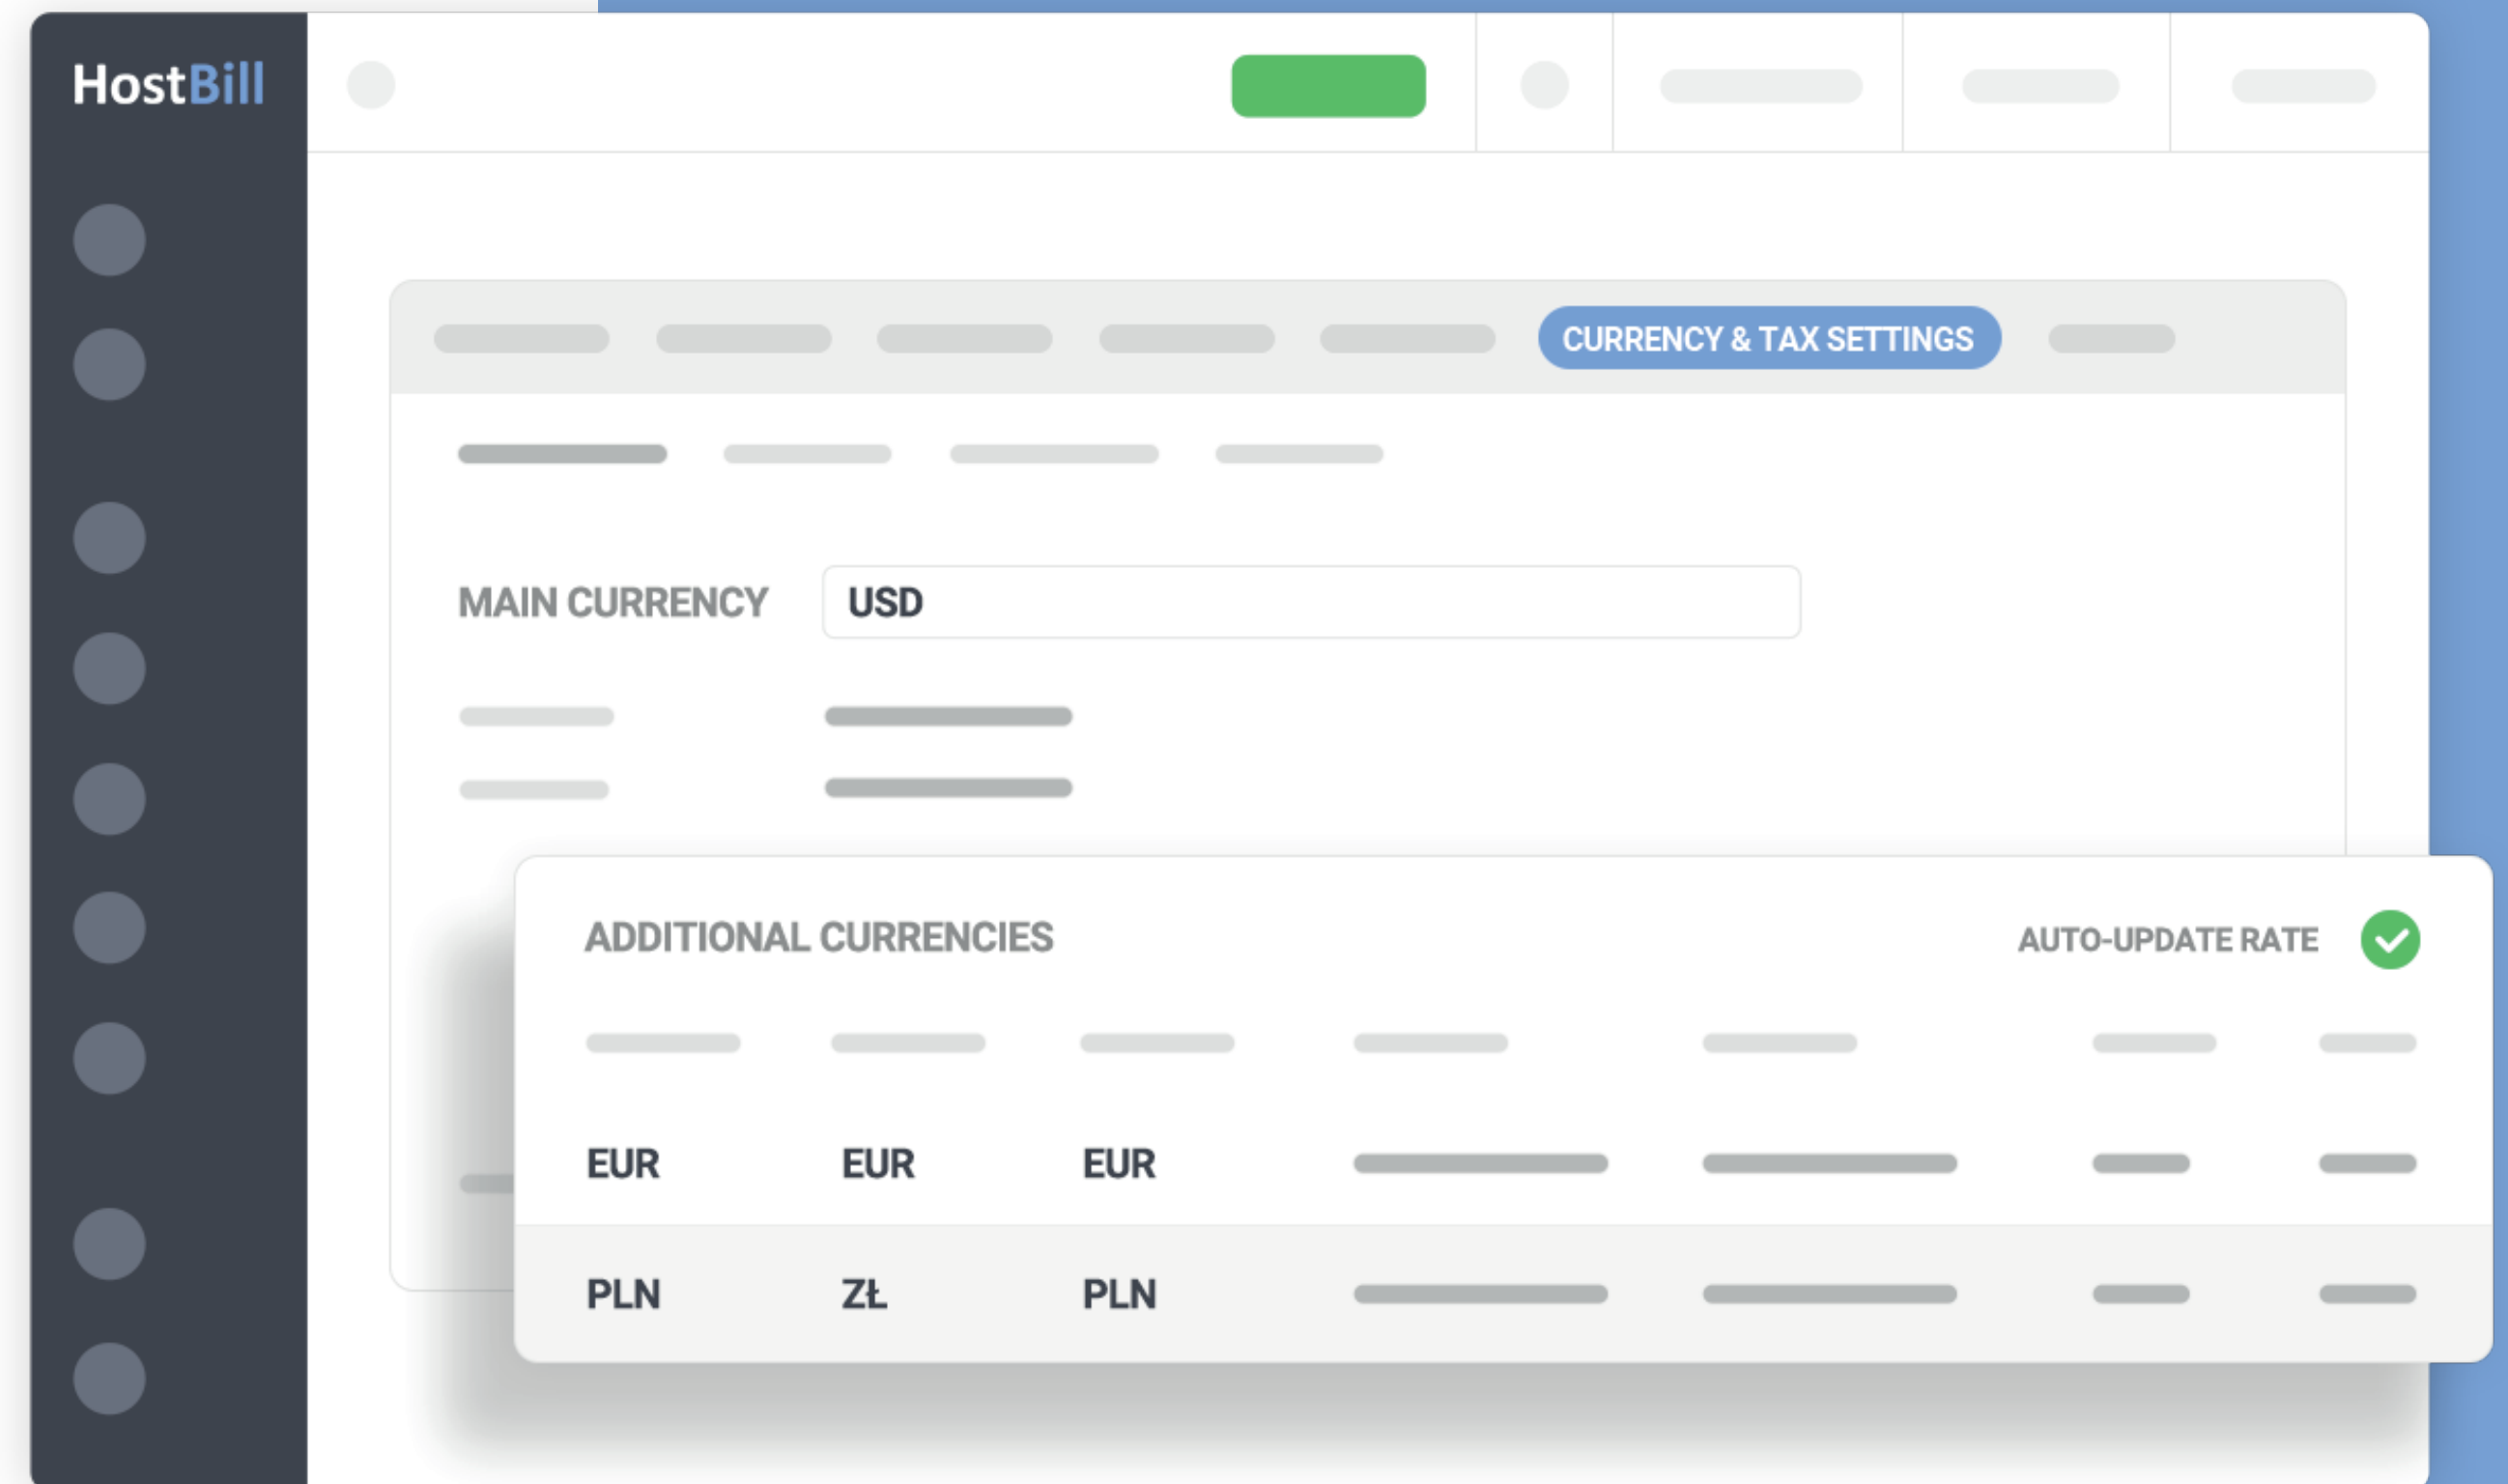 HostBill
CURRENCY & TAX SETTINGS
MAIN CURRENCY USD
ADDITIONAL CURRENCIES AUTO-UPDATE RATE
EUR EUR EUR
PLN ZŁ PLN